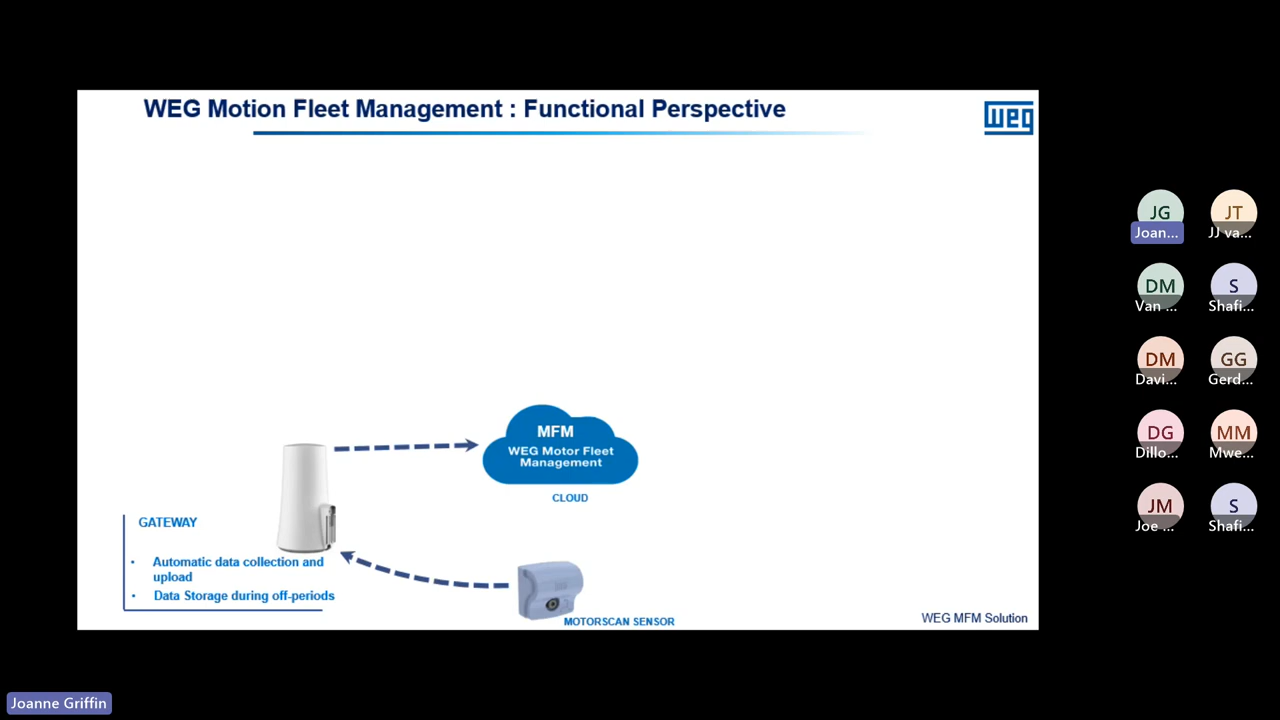 WEG Motion Fleet Management : Functional Perspective
weg
MFM
WEG Motor Fleet
Management
CLOUD
GATEWAY
• Automatic data collection and
upload
• Data Storage during off-periods
MOTORSCAN SENSOR
WEG MFM Solution
JG
Joan...
JT
JJ va...
DM
Van ...
S
Shafi...
DM
Davi...
GG
Gerd...
DG
Dillo...
MM
Mwe...
JM
Joe ...
S
Shafi...
Joanne Griffin